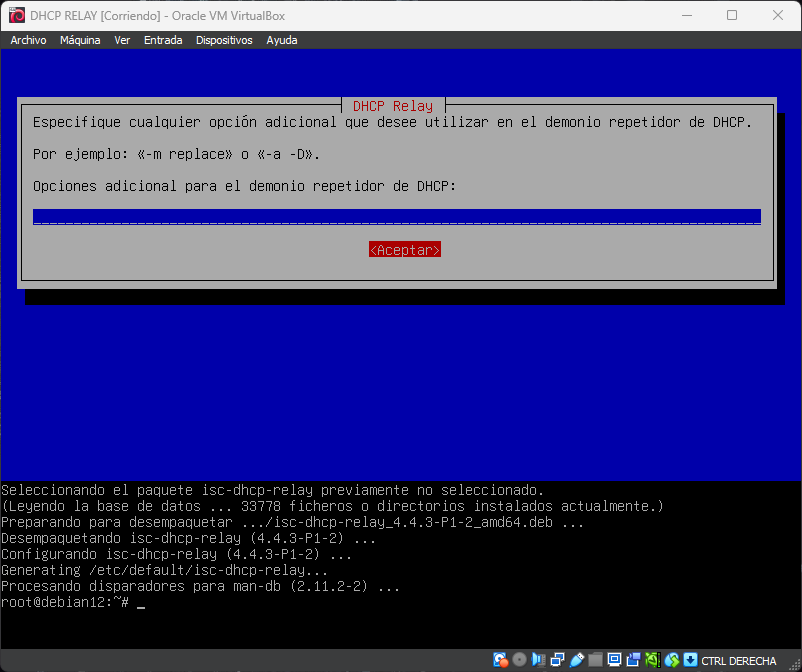 DHCP RELAY [Corriendo] - Oracle VM VirtualBox
Archivo Máquina Ver Entrada Dispositivos Ayuda
DHCP Relay
Especifique cualquier opción adicional que desee utilizar en el demonio repetidor de DHCP.
Por ejemplo: «-m replace» o «-a -D».
Opciones adicional para el demonio repetidor de DHCP:
<Aceptar>
Seleccionando el paquete isc-dhcp-relay previamente no seleccionado.
(Leyendo la base de datos ... 33778 ficheros o directorios instalados actualmente.)
Preparando para desempaquetar .../isc-dhcp-relay_4.4.3-P1-2_amd64.deb ...
Desempaquetando isc-dhcp-relay (4.4.3-P1-2) ...
Configurando isc-dhcp-relay (4.4.3-P1-2) ...
Generating /etc/default/isc-dhcp-relay...
Procesando disparadores para man-db (2.11.2-2) ...
root@debian12:~# _
CTRL DERECHA